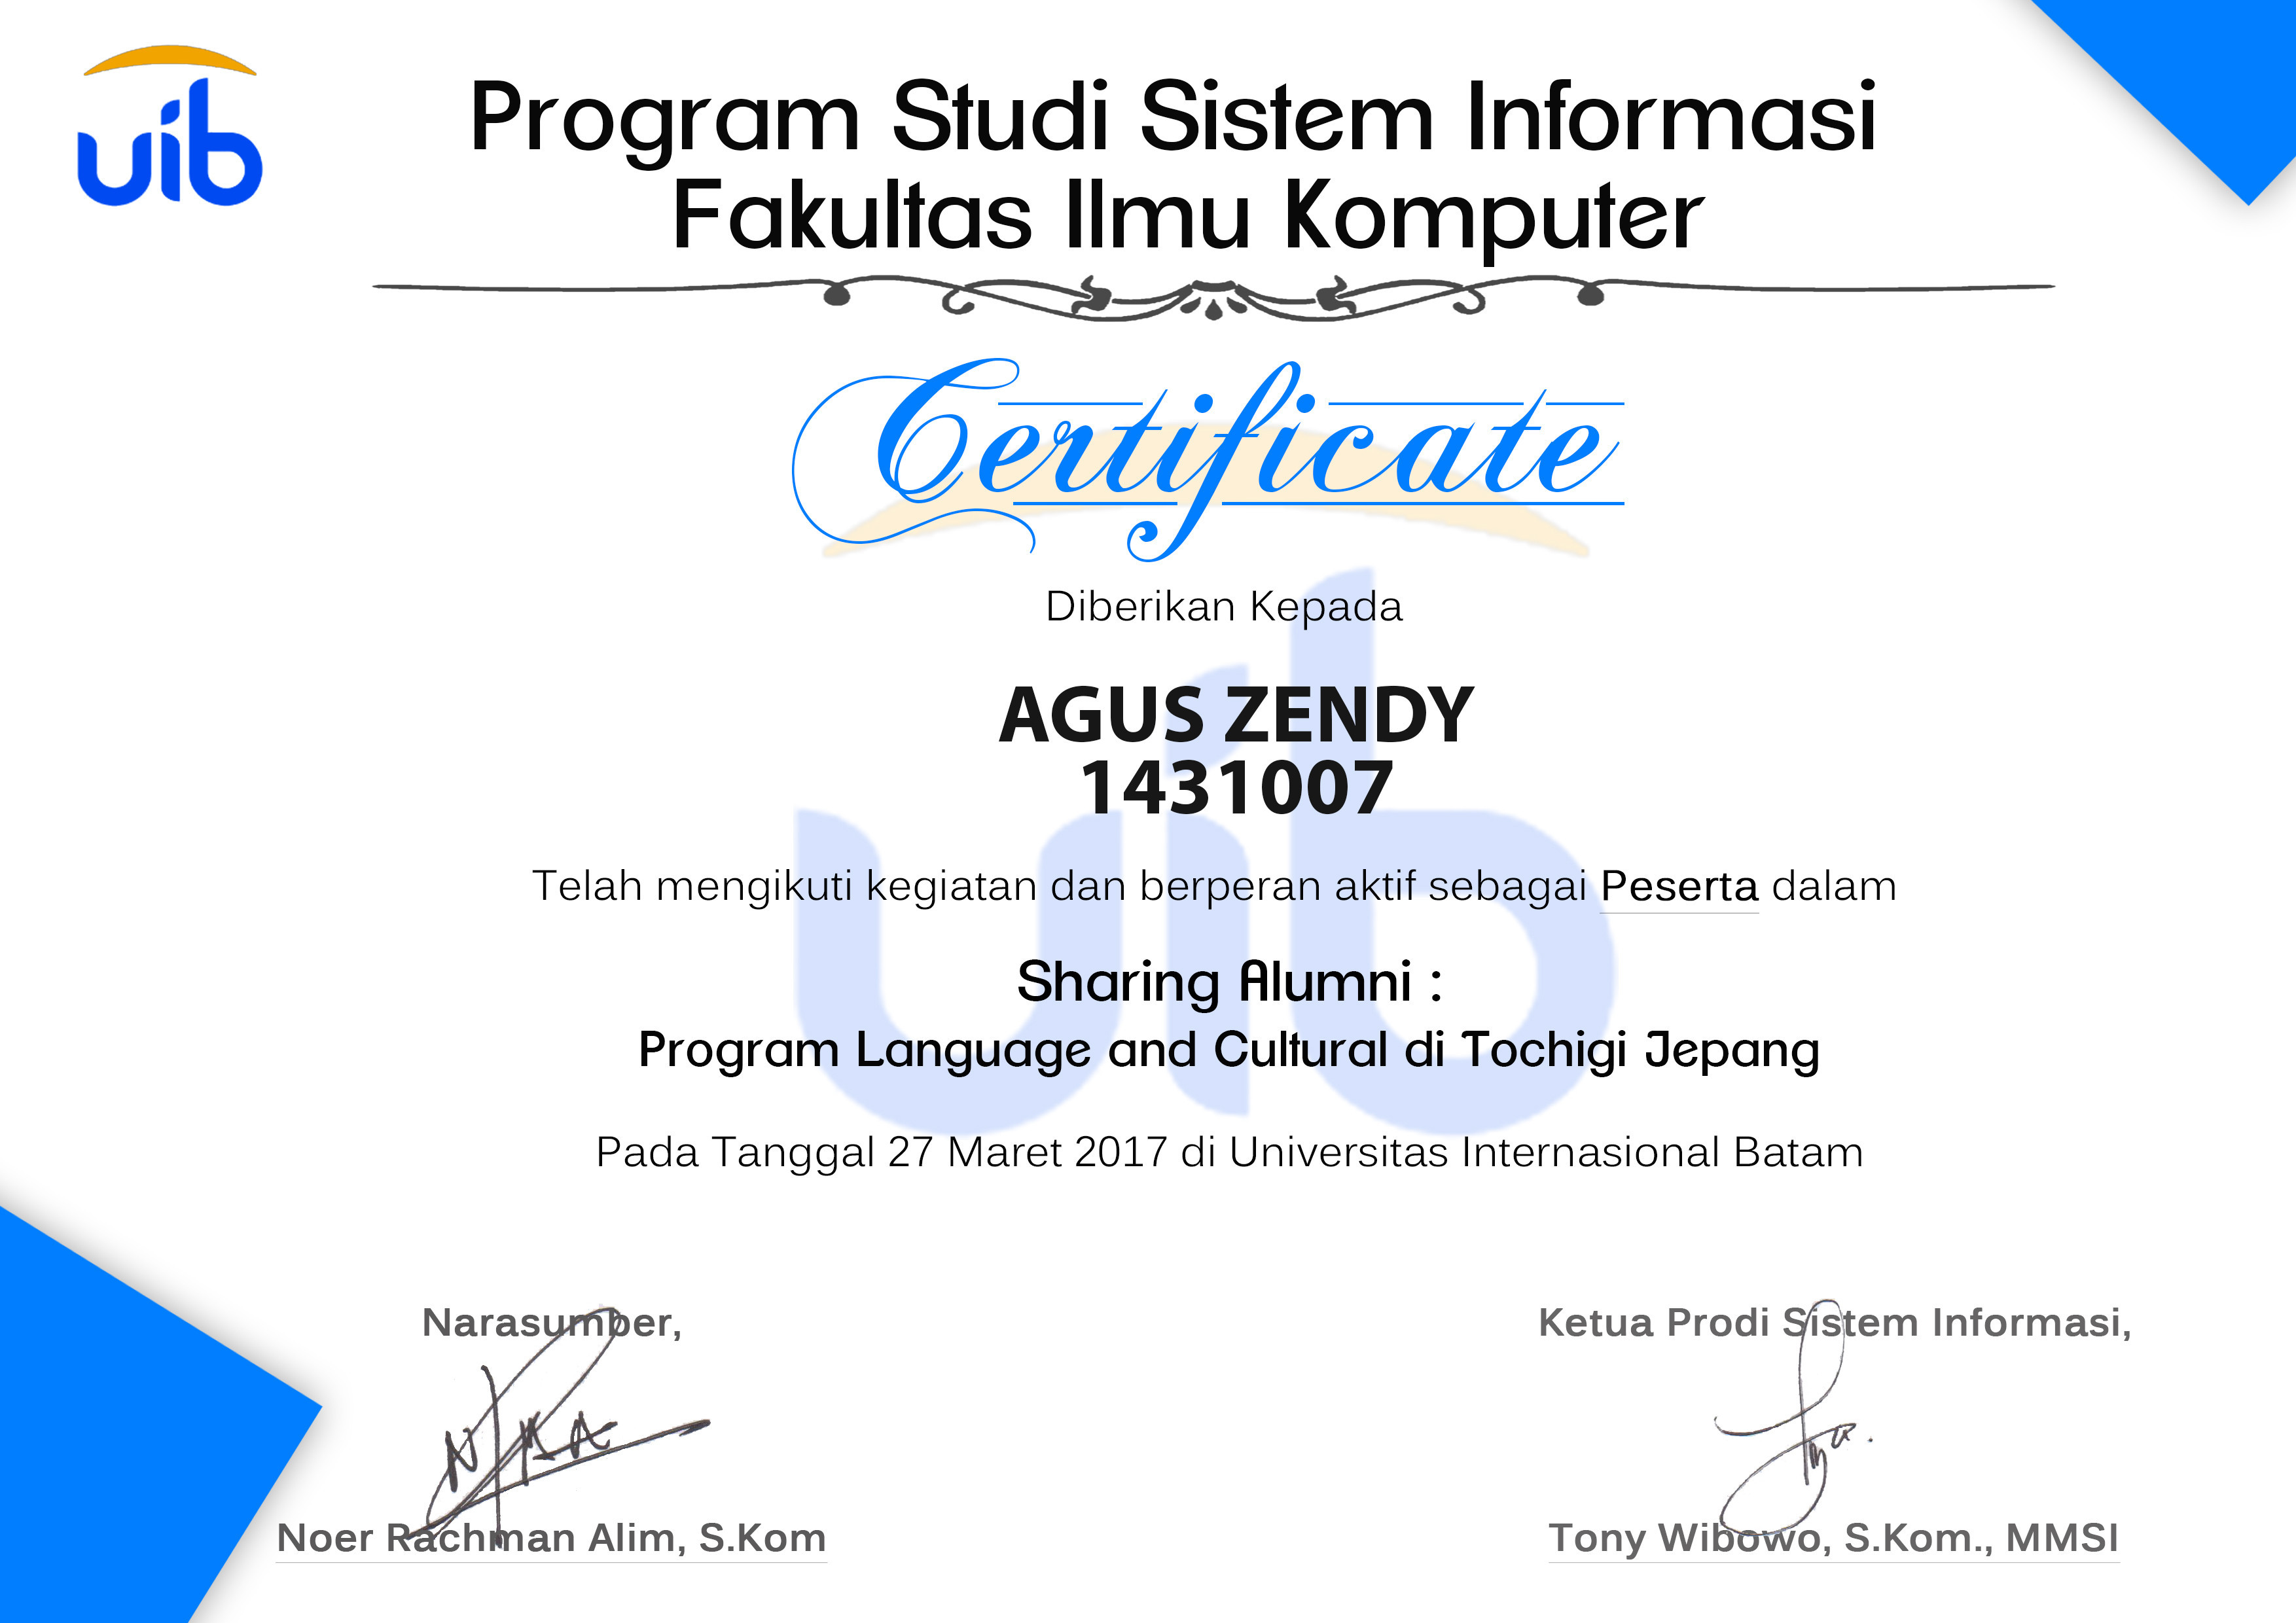 uib
Program Studi Sistem Informasi
Fakultas Ilmu Komputer
Certificate
Diberikan Kepada
AGUS ZENDY
1431007
Telah mengikuti kegiatan dan berperan aktif sebagai Peserta dalam
Sharing Alumni :
Program Language and Cultural di Tochigi Jepang
Pada Tanggal 27 Maret 2017 di Universitas Internasional Batam
Narasumber,
Ketua Prodi Sistem Informasi,
Noer Rachman Alim, S.Kom
Tony Wibowo, S.Kom., MMSI